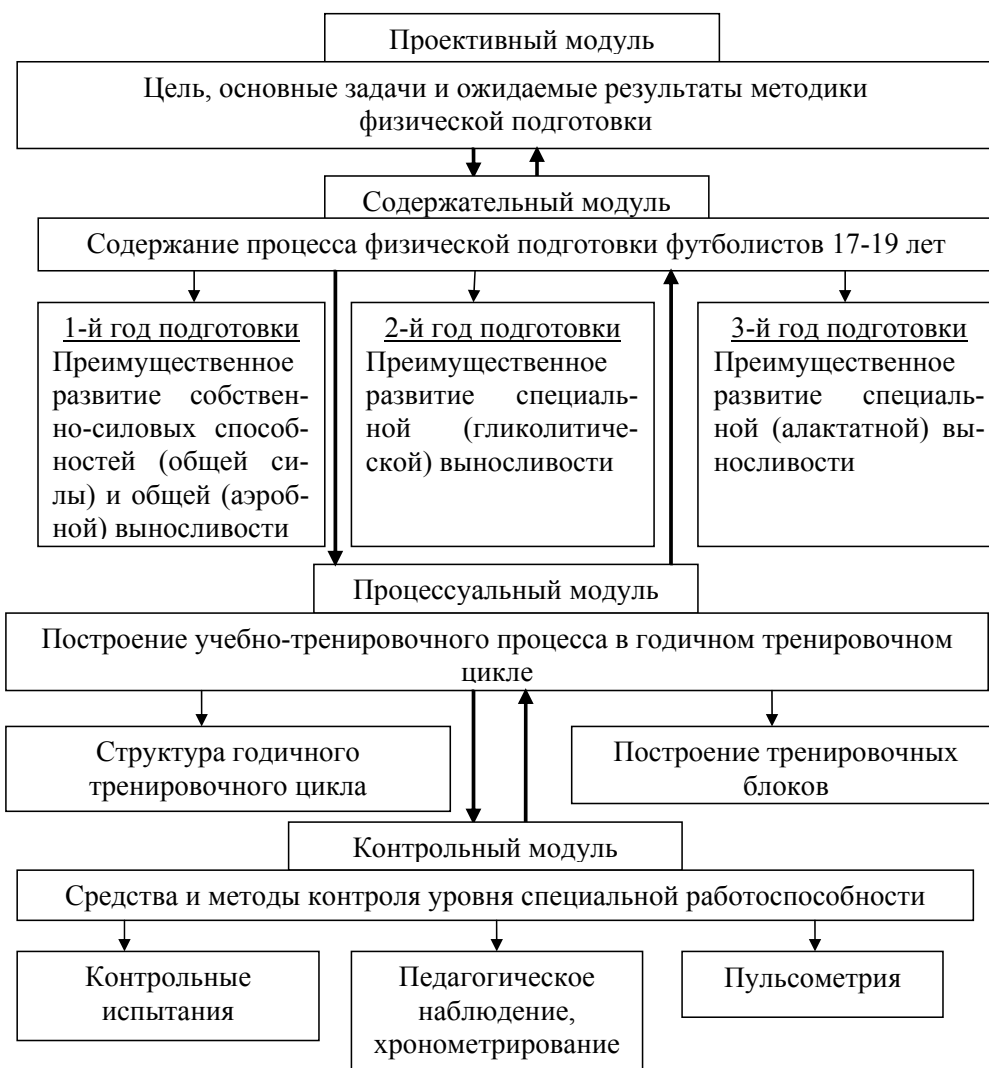 Проективный модуль
Цель, основные задачи и ожидаемые результаты методики
физической подготовки
Содержательный модуль
Содержание процесса физической подготовки футболистов 17-19 лет
1-й год подготовки
Преимущественное
развитие собствен-
но-силовых способ-
ностей (общей си-
лы) и общей (аэроб-
ной) выносливости
2-й год подготовки
Преимущественное
развитие специаль-
ной (гликолитиче-
ской) выносливости
3-й год подготовки
Преимущественное
развитие специаль-
ной (алактатной) вы-
носливости
Процессуальный модуль
Построение учебно-тренировочного процесса в годичном тренировочном
цикле
Структура годичного
тренировочного цикла
Построение тренировочных
блоков
Контрольный модуль
Средства и методы контроля уровня специальной работоспособности
Контрольные
испытания
Педагогическое
наблюдение,
хронометрирование
Пульсометрия